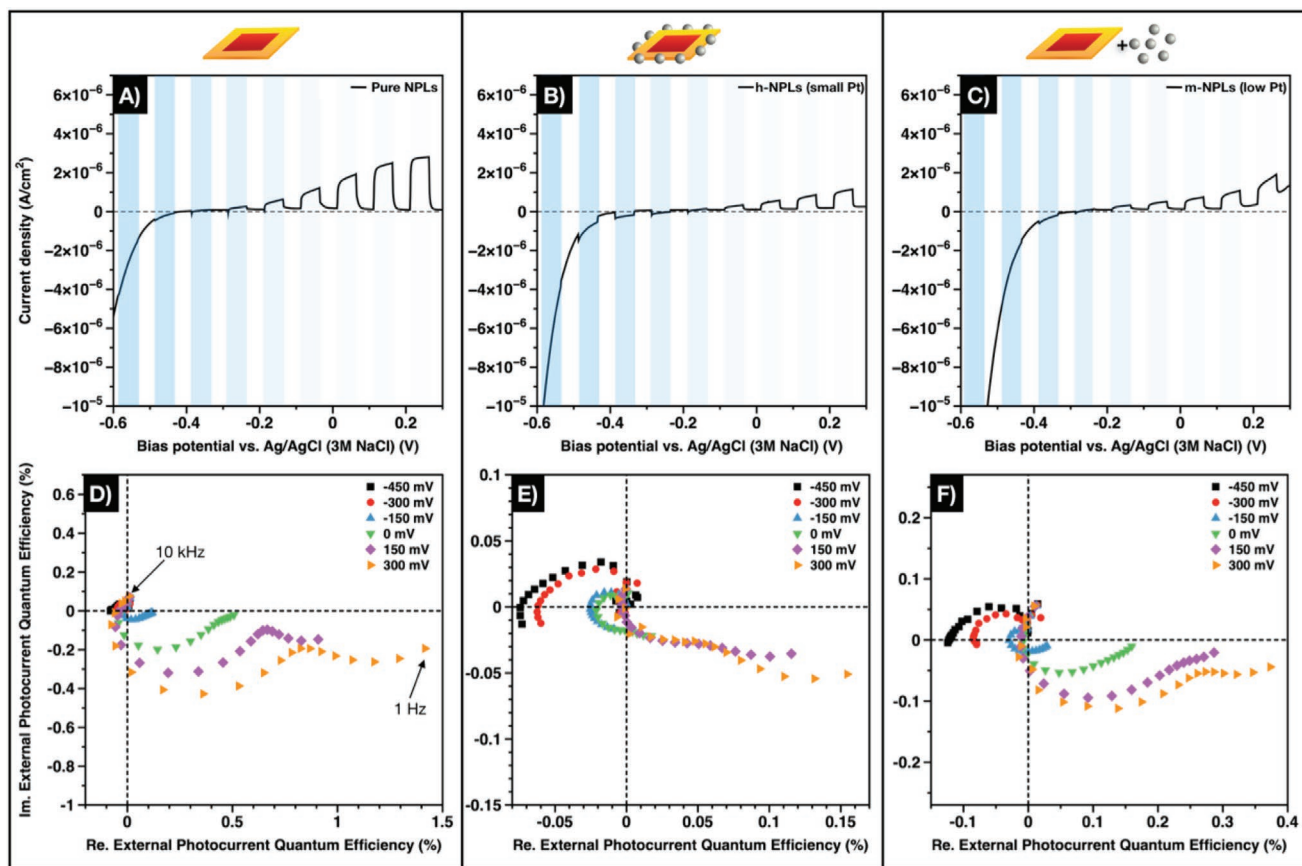 +
A)
Pure NPLs
6×10⁻⁶
4×10⁻⁶
2×10⁻⁶
0
−2×10⁻⁶
−4×10⁻⁶
−6×10⁻⁶
−8×10⁻⁶
−10⁻⁵
Current density (A/cm²)
-0.6 -0.4 -0.2 0 0.2
Bias potential vs. Ag/AgCl (3M NaCl) (V)
B)
h-NPLs (small Pt)
6×10⁻⁶
4×10⁻⁶
2×10⁻⁶
0
−2×10⁻⁶
−4×10⁻⁶
−6×10⁻⁶
−8×10⁻⁶
−10⁻⁵
-0.6 -0.4 -0.2 0 0.2
Bias potential vs. Ag/AgCl (3M NaCl) (V)
C)
m-NPLs (low Pt)
6×10⁻⁶
4×10⁻⁶
2×10⁻⁶
0
−2×10⁻⁶
−4×10⁻⁶
−6×10⁻⁶
−8×10⁻⁶
−10⁻⁵
-0.6 -0.4 -0.2 0 0.2
Bias potential vs. Ag/AgCl (3M NaCl) (V)
D)
-450 mV
-300 mV
-150 mV
0 mV
150 mV
300 mV
10 kHz
1 Hz
0.6
0.4
0.2
0
-0.2
-0.4
-0.6
-0.8
-1
Im. External Photocurrent Quantum Efficiency (%)
0 0.5 1 1.5
Re. External Photocurrent Quantum Efficiency (%)
E)
-450 mV
-300 mV
-150 mV
0 mV
150 mV
300 mV
0.1
0.05
0
-0.05
-0.1
-0.15
-0.05 0 0.05 0.1 0.15
Re. External Photocurrent Quantum Efficiency (%)
F)
-450 mV
-300 mV
-150 mV
0 mV
150 mV
300 mV
0.2
0.1
0
-0.1
-0.2
-0.1 0 0.1 0.2 0.3 0.4
Re. External Photocurrent Quantum Efficiency (%)